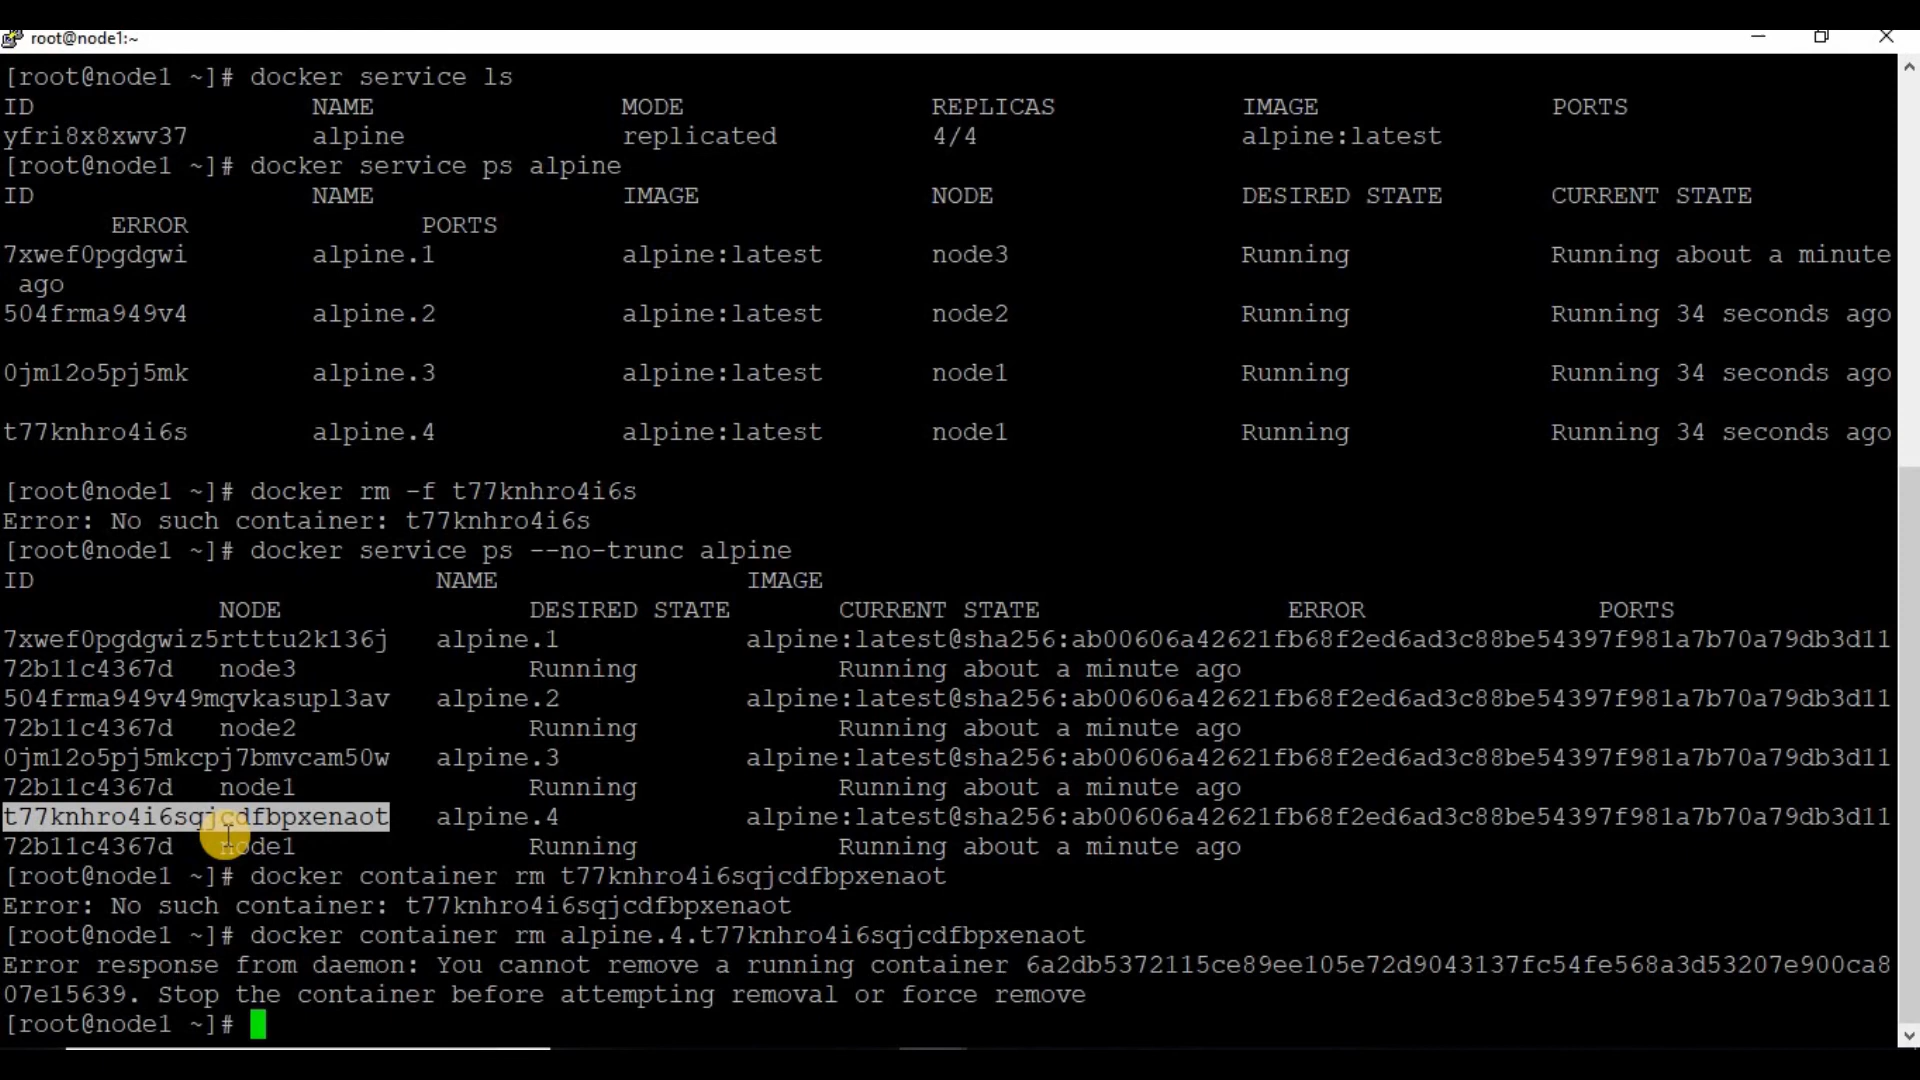 root@node1:~
[root@node1 ~]# docker service ls
ID NAME MODE REPLICAS IMAGE PORTS
yfri8x8xwv37 alpine replicated 4/4 alpine:latest
[root@node1 ~]# docker service ps alpine
ID NAME IMAGE NODE DESIRED STATE CURRENT STATE
ERROR PORTS
7xwef0pgdgwi alpine.1 alpine:latest node3 Running Running about a minute
ago
504frma949v4 alpine.2 alpine:latest node2 Running Running 34 seconds ago
0jm12o5pj5mk alpine.3 alpine:latest node1 Running Running 34 seconds ago
t77knhro4i6s alpine.4 alpine:latest node1 Running Running 34 seconds ago
[root@node1 ~]# docker rm -f t77knhro4i6s
Error: No such container: t77knhro4i6s
[root@node1 ~]# docker service ps --no-trunc alpine
ID NAME IMAGE
NODE DESIRED STATE CURRENT STATE ERROR PORTS
7xwef0pgdgwiz5rtttu2k136j alpine.1 alpine:latest@sha256:ab00606a42621fb68f2ed6ad3c88be54397f981a7b70a79db3d11
72b11c4367d node3 Running Running about a minute ago
504frma949v49mqvkasupl3av alpine.2 alpine:latest@sha256:ab00606a42621fb68f2ed6ad3c88be54397f981a7b70a79db3d11
72b11c4367d node2 Running Running about a minute ago
0jm12o5pj5mkcpj7bmvcam50w alpine.3 alpine:latest@sha256:ab00606a42621fb68f2ed6ad3c88be54397f981a7b70a79db3d11
72b11c4367d node1 Running Running about a minute ago
t77knhro4i6sqjcdfbpxenaot alpine.4 alpine:latest@sha256:ab00606a42621fb68f2ed6ad3c88be54397f981a7b70a79db3d11
72b11c4367d node1 Running Running about a minute ago
[root@node1 ~]# docker container rm t77knhro4i6sqjcdfbpxenaot
Error: No such container: t77knhro4i6sqjcdfbpxenaot
[root@node1 ~]# docker container rm alpine.4.t77knhro4i6sqjcdfbpxenaot
Error response from daemon: You cannot remove a running container 6a2db5372115ce89ee105e72d9043137fc54fe568a3d53207e900ca8
07e15639. Stop the container before attempting removal or force remove
[root@node1 ~]#